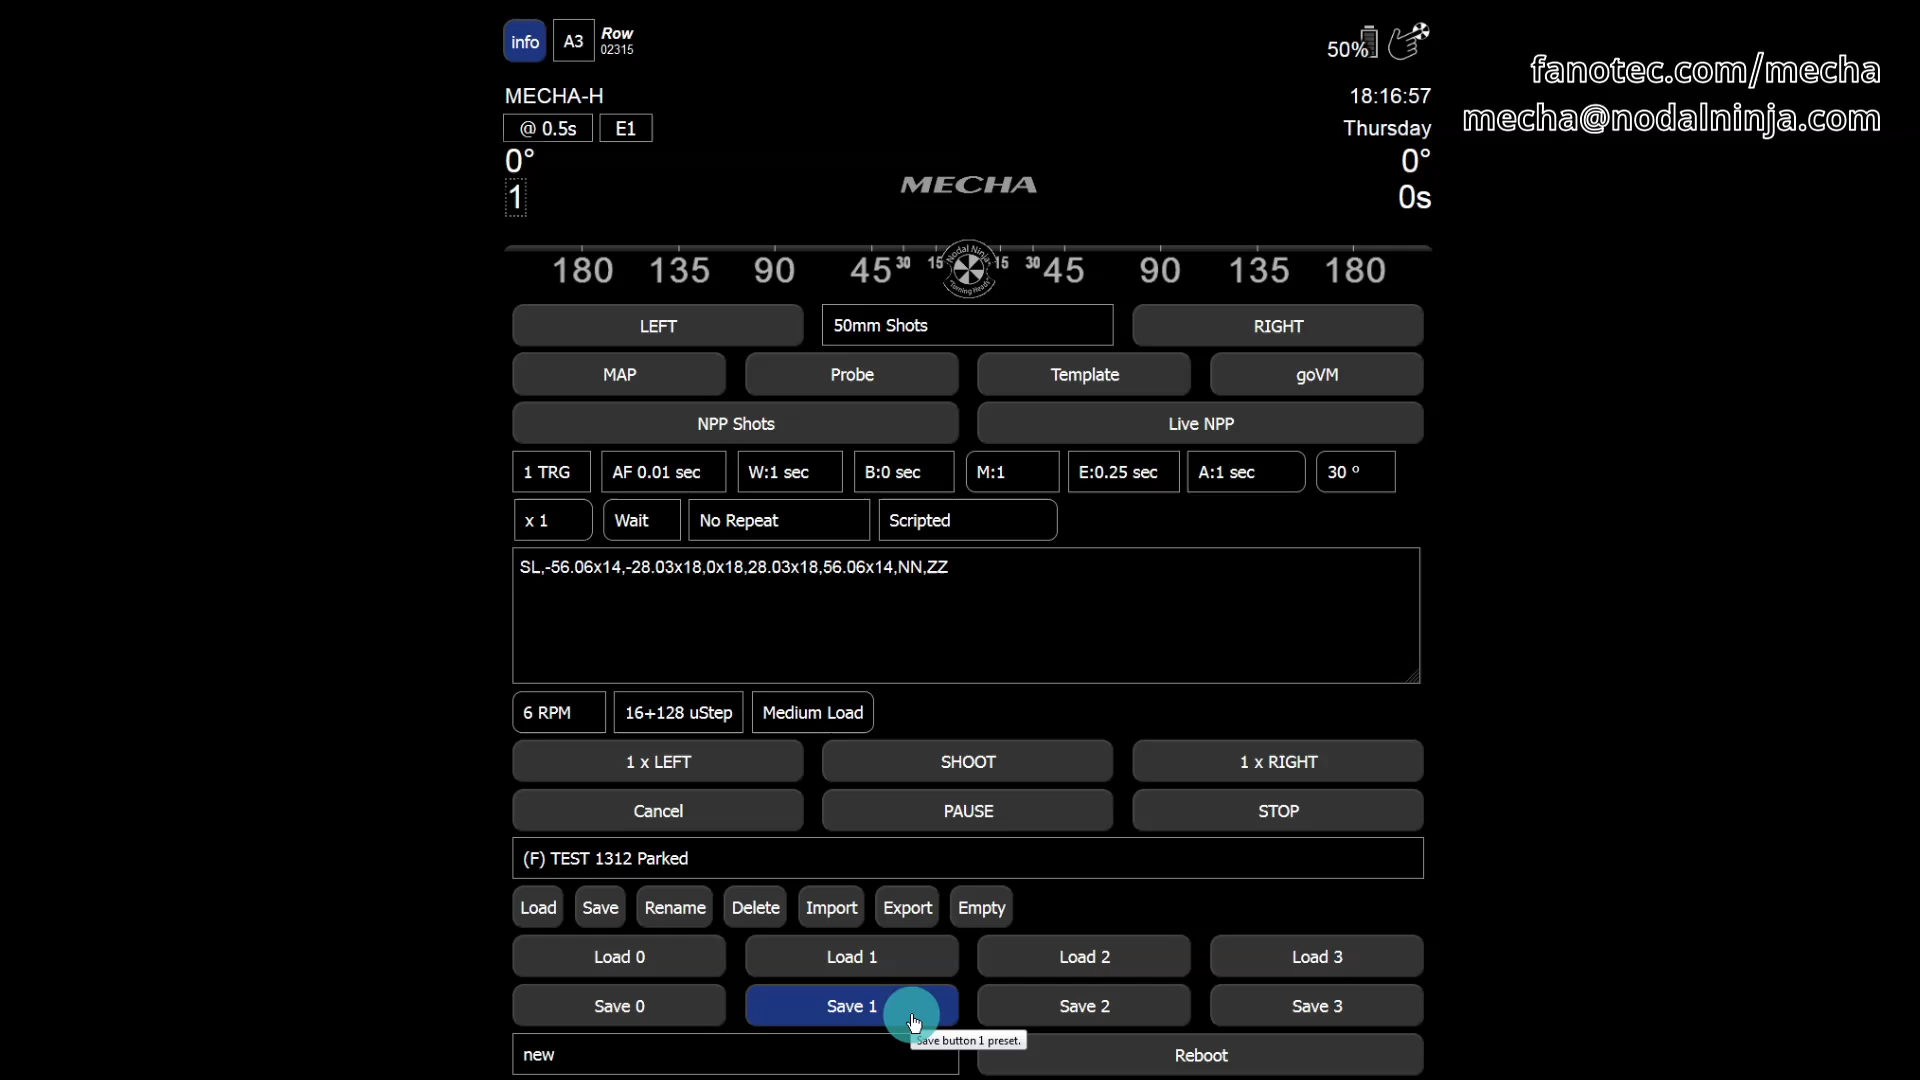 info A3 Row
02315
50%
fanotec.com/mecha
mecha@nodalninja.com
MECHA-H 18:16:57
@ 0.5s E1 Thursday
0° 0°
1 MECHA 0s
Nodal Ninja
Turning Heads
180 135 90 45 30 15 15 30 45 90 135 180
LEFT 50mm Shots RIGHT
MAP Probe Template goVM
NPP Shots Live NPP
1 TRG AF 0.01 sec W:1 sec B:0 sec M:1 E:0.25 sec A:1 sec 30 º
x 1 Wait No Repeat Scripted
SL,-56.06x14,-28.03x18,0x18,28.03x18,56.06x14,NN,ZZ
6 RPM 16+128 uStep Medium Load
1 x LEFT SHOOT 1 x RIGHT
Cancel PAUSE STOP
(F) TEST 1312 Parked
Load Save Rename Delete Import Export Empty
Load 0 Load 1 Load 2 Load 3
Save 0 Save 1 Save 2 Save 3
Save button 1 preset.
new Reboot